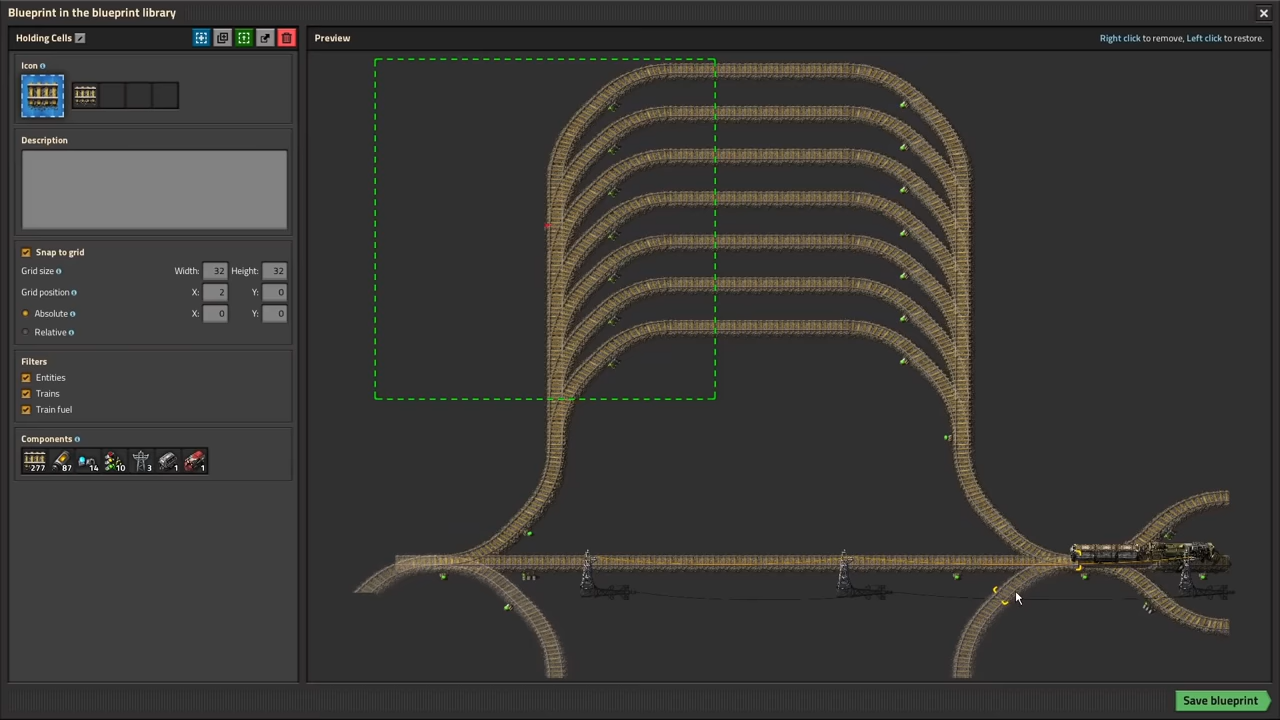 Blueprint in the blueprint library
Holding Cells
Preview
Right click to remove, Left click to restore.
Icon
Description
Snap to grid
Grid size Width: 32 Height: 32
Grid position X: 2 Y: 0
Absolute X: 0 Y: 0
Relative
Filters
Entities
Trains
Train fuel
Components
277 87 14 10 3 1 1
Save blueprint